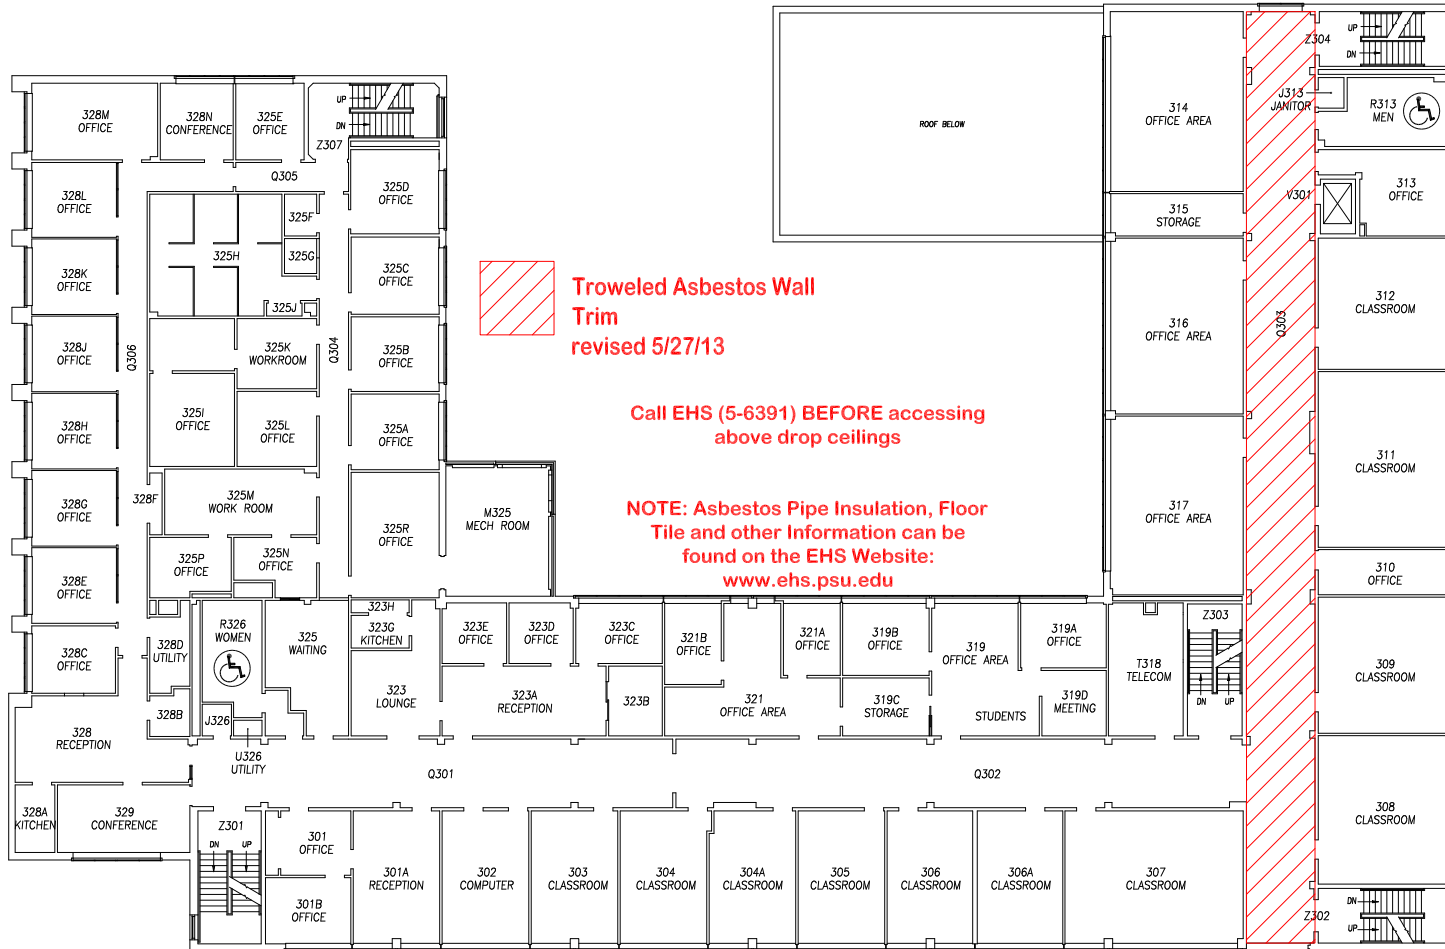 328M
OFFICE
328N
CONFERENCE
325E
OFFICE
UP
DN
Z307
Q305
328L
OFFICE
325F
325D
OFFICE
325H
325G
328K
OFFICE
325C
OFFICE
325J
328J
OFFICE
Q306
325K
WORKROOM
Q304
325B
OFFICE
325I
OFFICE
325L
OFFICE
328H
OFFICE
325A
OFFICE
328G
OFFICE
328F
325M
WORK ROOM
325R
OFFICE
M325
MECH ROOM
325P
OFFICE
325N
OFFICE
328E
OFFICE
328C
OFFICE
328D
UTILITY
R326
WOMEN
325
WAITING
323H
323G
KITCHEN
323
LOUNGE
323E
OFFICE
323D
OFFICE
323C
OFFICE
323A
RECEPTION
323B
321B
OFFICE
321A
OFFICE
321
OFFICE AREA
319B
OFFICE
319
OFFICE AREA
319A
OFFICE
319C
STORAGE
STUDENTS
319D
MEETING
T318
TELECOM
Z303
DN
UP
328
RECEPTION
328B
J326
U326
UTILITY
Q301
Q302
328A
KITCHEN
329
CONFERENCE
Z301
DN
UP
301
OFFICE
301B
OFFICE
301A
RECEPTION
302
COMPUTER
303
CLASSROOM
304
CLASSROOM
304A
CLASSROOM
305
CLASSROOM
306
CLASSROOM
306A
CLASSROOM
307
CLASSROOM
ROOF BELOW
Troweled Asbestos Wall
Trim
revised 5/27/13
Call EHS (5-6391) BEFORE accessing
above drop ceilings
NOTE: Asbestos Pipe Insulation, Floor
Tile and other Information can be
found on the EHS Website:
www.ehs.psu.edu
314
OFFICE AREA
315
STORAGE
316
OFFICE AREA
317
OFFICE AREA
Q303
Z304
UP
DN
J313
JANITOR
R313
MEN
V301
313
OFFICE
312
CLASSROOM
311
CLASSROOM
310
OFFICE
309
CLASSROOM
308
CLASSROOM
Z302
DN
UP